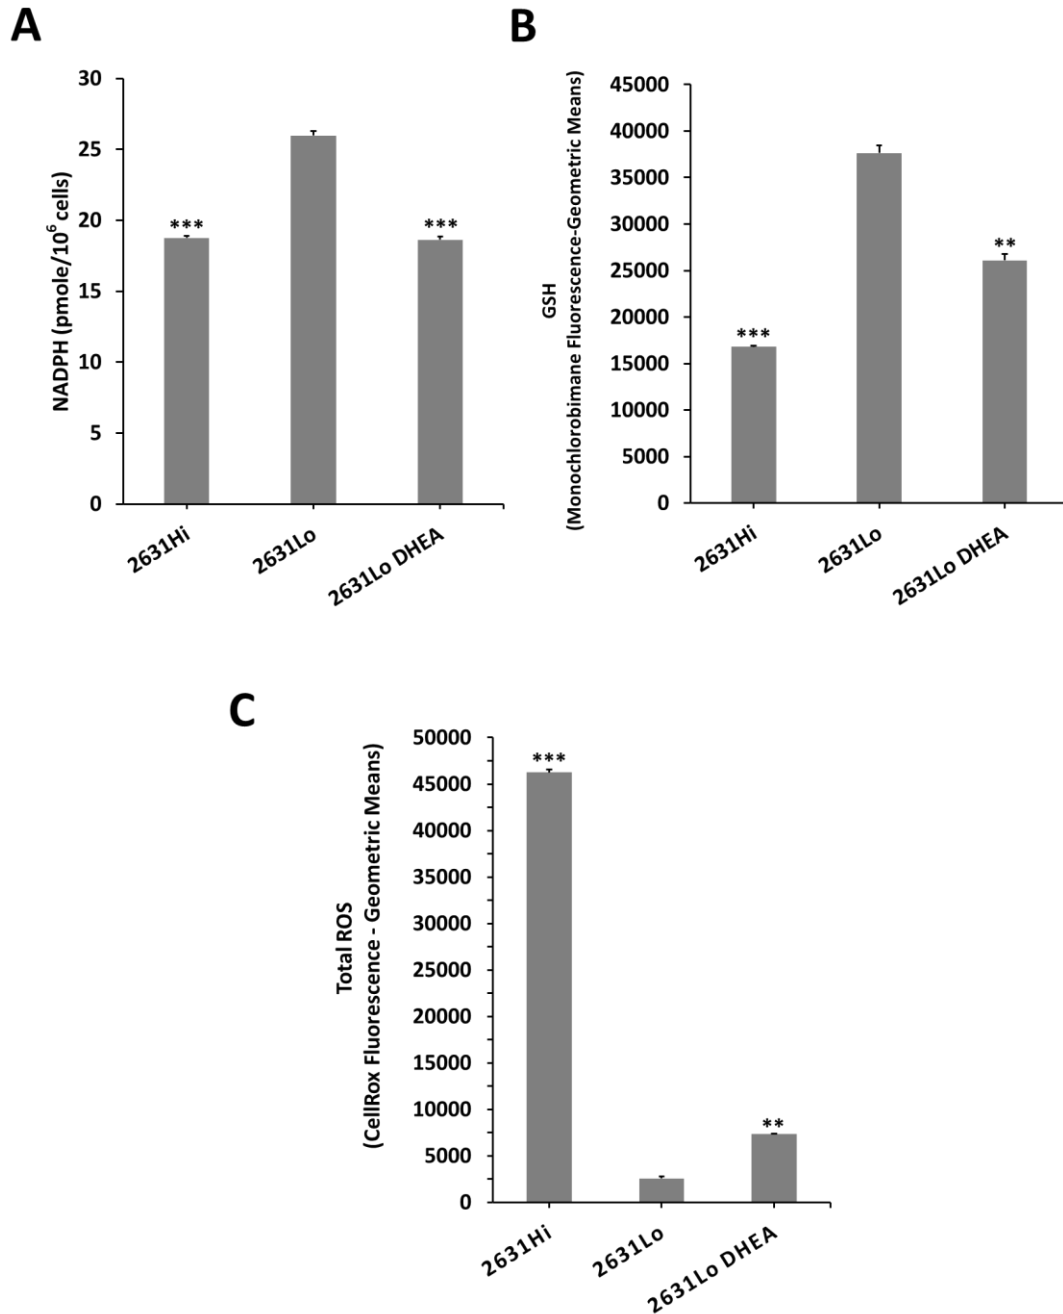 A
NADPH (pmole/10⁶ cells)
30
25
20
15
10
5
0
***
***
2631Hi
2631Lo
2631Lo DHEA
B
GSH
(Monochlorobimane Fluorescence-Geometric Means)
45000
40000
35000
30000
25000
20000
15000
10000
5000
0
***
**
2631Hi
2631Lo
2631Lo DHEA
C
Total ROS
(CellRox Fluorescence - Geometric Means)
50000
45000
40000
35000
30000
25000
20000
15000
10000
5000
0
***
**
2631Hi
2631Lo
2631Lo DHEA